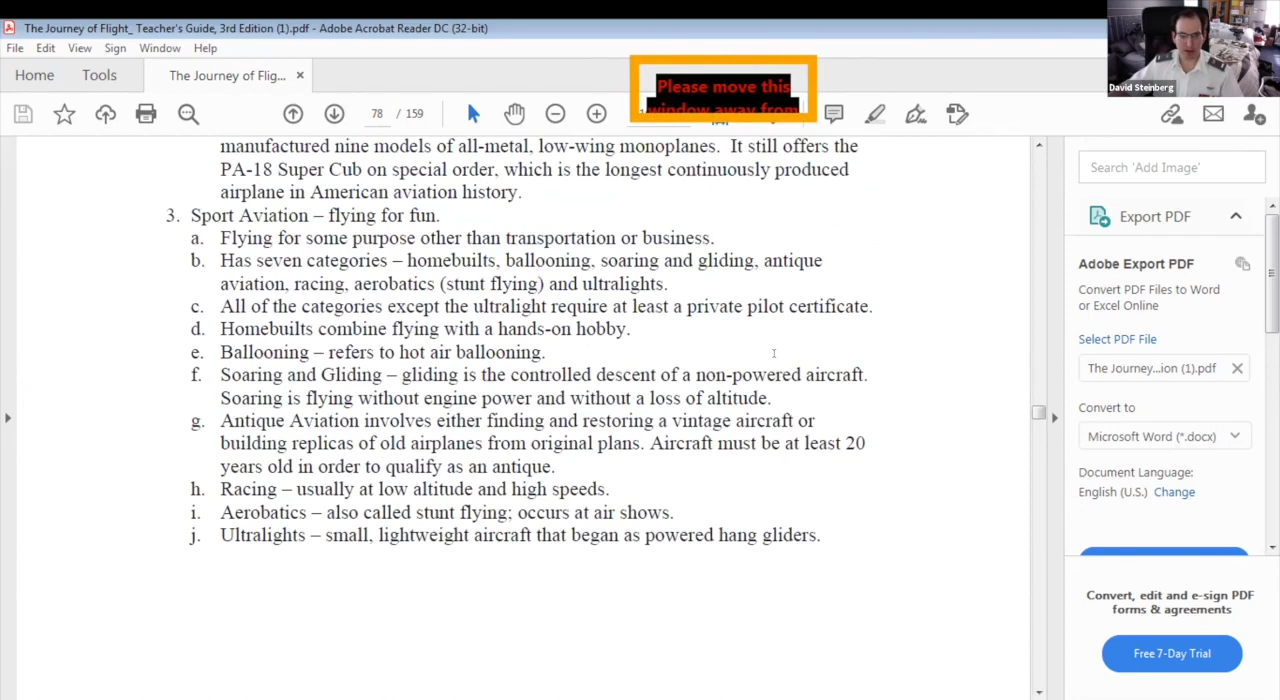 The Journey of Flight_ Teacher's Guide, 3rd Edition (1).pdf - Adobe Acrobat Reader DC (32-bit)
File Edit View Sign Window Help
Home Tools The Journey of Flig... ×
Please move this
window away from
78 / 159
David Steinberg
manufactured nine models of all-metal, low-wing monoplanes. It still offers the
PA-18 Super Cub on special order, which is the longest continuously produced
airplane in American aviation history.
3. Sport Aviation – flying for fun.
a. Flying for some purpose other than transportation or business.
b. Has seven categories – homebuilts, ballooning, soaring and gliding, antique
aviation, racing, aerobatics (stunt flying) and ultralights.
c. All of the categories except the ultralight require at least a private pilot certificate.
d. Homebuilts combine flying with a hands-on hobby.
e. Ballooning – refers to hot air ballooning.
f. Soaring and Gliding – gliding is the controlled descent of a non-powered aircraft.
Soaring is flying without engine power and without a loss of altitude.
g. Antique Aviation involves either finding and restoring a vintage aircraft or
building replicas of old airplanes from original plans. Aircraft must be at least 20
years old in order to qualify as an antique.
h. Racing – usually at low altitude and high speeds.
i. Aerobatics – also called stunt flying; occurs at air shows.
j. Ultralights – small, lightweight aircraft that began as powered hang gliders.
Search 'Add Image'
Export PDF
Adobe Export PDF
Convert PDF Files to Word
or Excel Online
Select PDF File
The Journey...ion (1).pdf ×
Convert to
Microsoft Word (*.docx)
Document Language:
English (U.S.) Change
Convert, edit and e-sign PDF
forms & agreements
Free 7-Day Trial